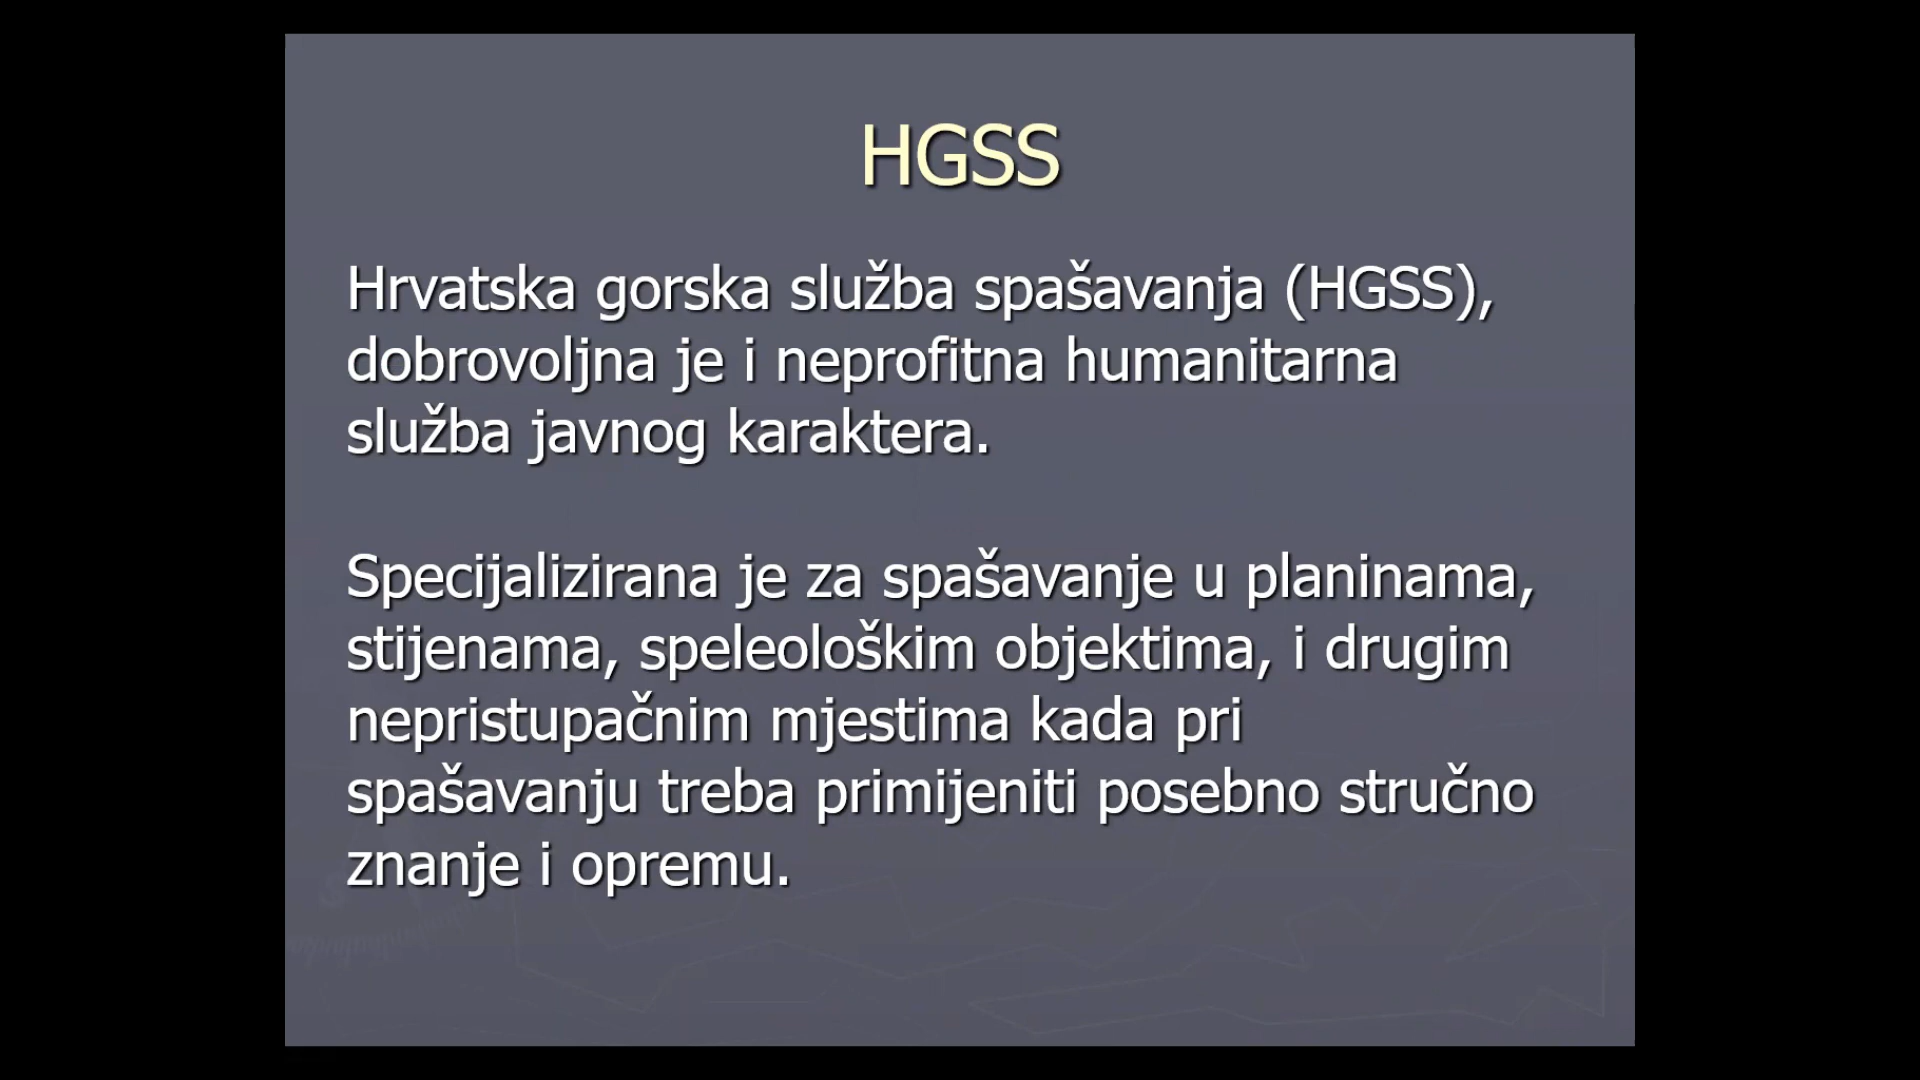 HGSS
Hrvatska gorska služba spašavanja (HGSS),
dobrovoljna je i neprofitna humanitarna
služba javnog karaktera.
Specijalizirana je za spašavanje u planinama,
stijenama, speleološkim objektima, i drugim
nepristupačnim mjestima kada pri
spašavanju treba primijeniti posebno stručno
znanje i opremu.